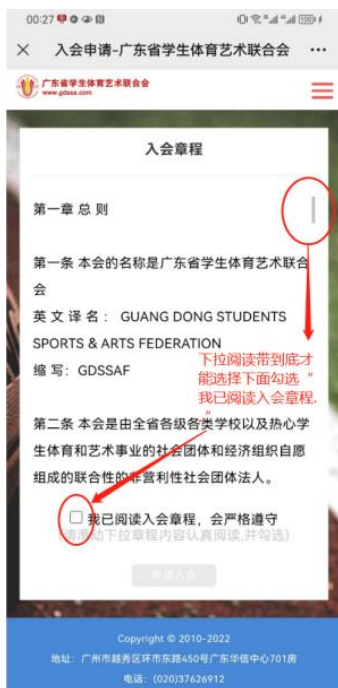 00:27
100
入会申请-广东省学生体育艺术联合会
广东省学生体育艺术联合会
www.gdssa.com
入会章程
第一章 总 则
第一条 本会的名称是广东省学生体育艺术联合
会
英 文 译 名 ： GUANG DONG STUDENTS
SPORTS & ARTS FEDERATION
缩 写：GDSSAF
下拉阅读带到底才
能选择下面勾选“
我已阅读入会章程.
“
第二条 本会是由全省各级各类学校以及热心学
生体育和艺术事业的社会团体和经济组织自愿
组成的联合性的非营利性社会团体法人。
我已阅读入会章程，会严格遵守
(请滑动下拉章程内容认真阅读,并勾选)
申请入会
Copyright © 2010-2022
地址：广州市越秀区环市东路450号广东华信中心701房
电话：(020)37626912